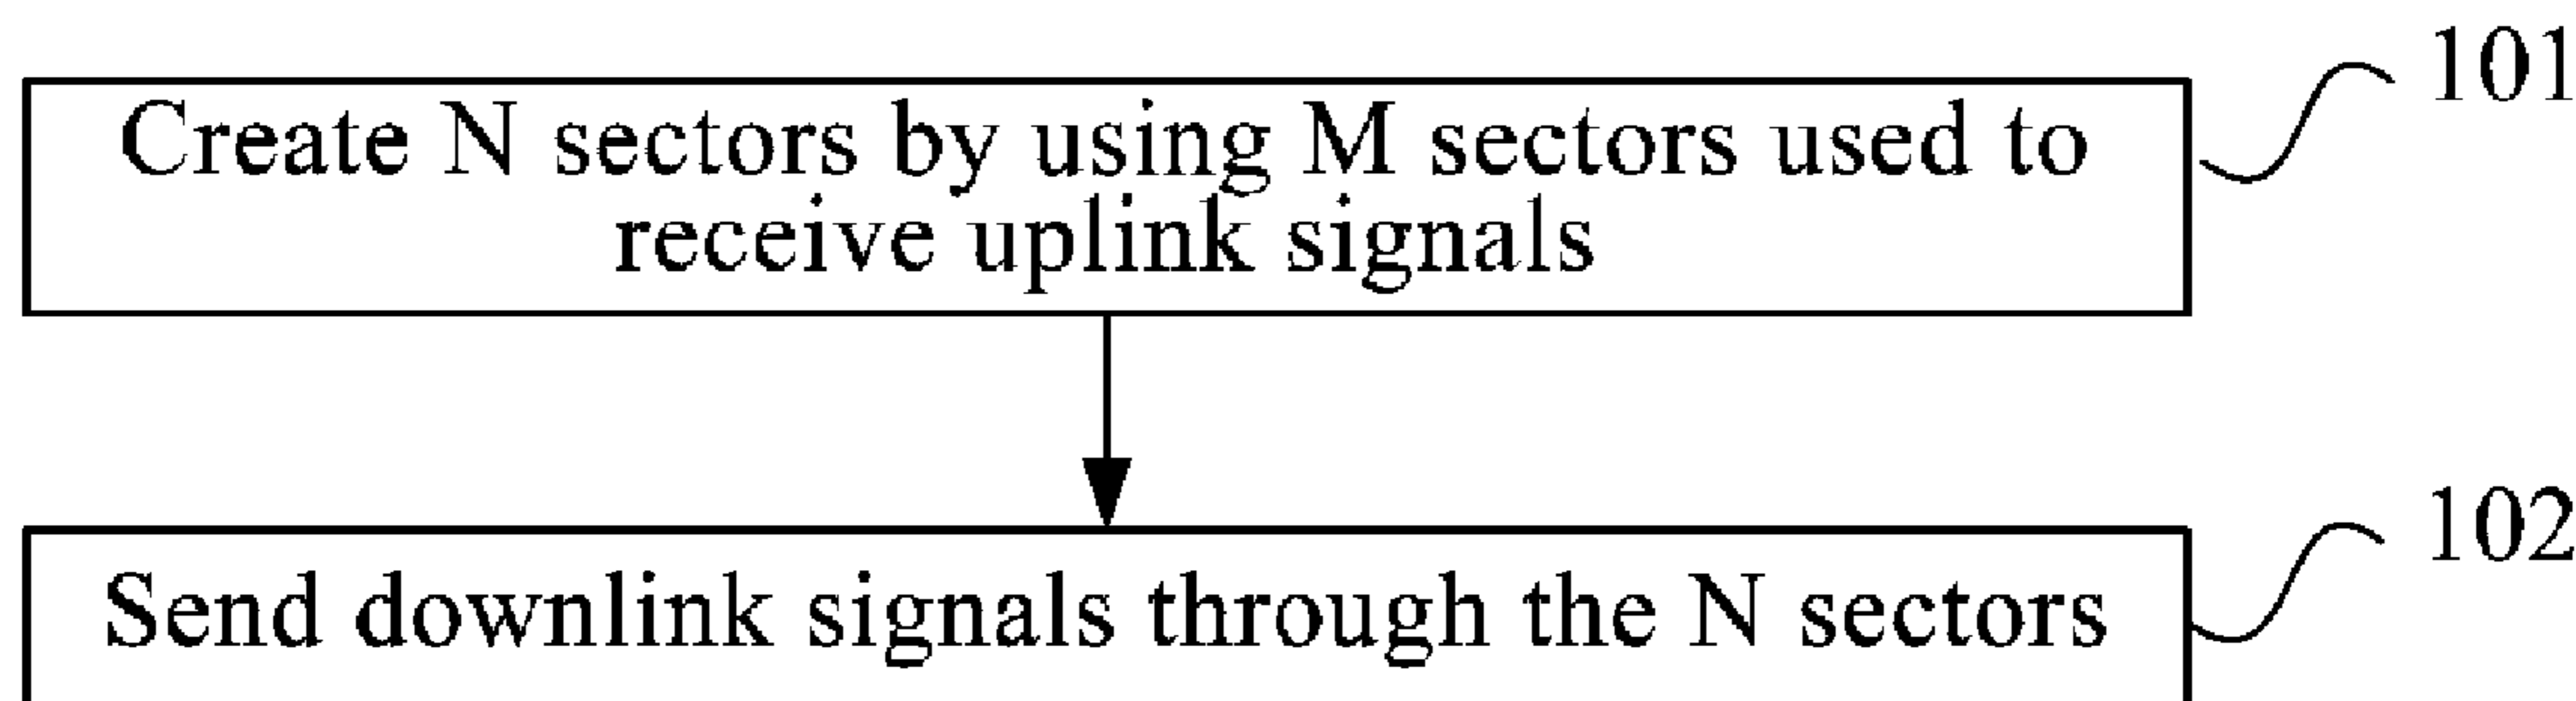 Create N sectors by using M sectors used to
receive uplink signals
101
Send downlink signals through the N sectors
102